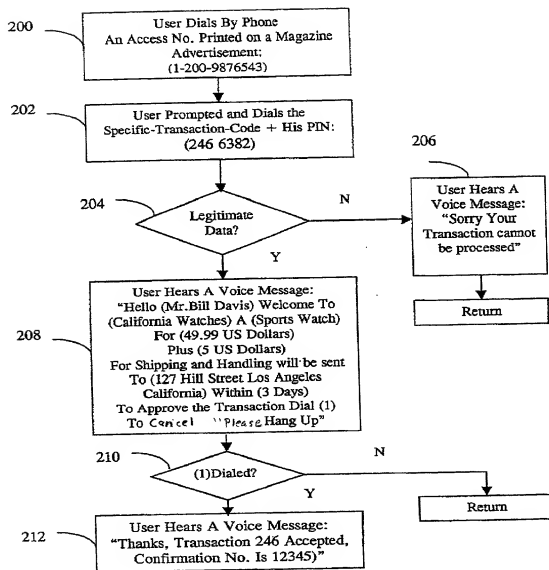 200
User Dials By Phone
An Access No. Printed on a Magazine
Advertisement:
(1-200-9876543)
202
User Prompted and Dials the
Specific-Transaction-Code + His PIN:
(246 6382)
204
Legitimate
Data?
N
Y
206
User Hears A
Voice Message:
"Sorry Your
Transaction cannot
be processed"
Return
208
User Hears A Voice Message:
"Hello (Mr.Bill Davis) Welcome To
(California Watches) A (Sports Watch)
For (49.99 US Dollars)
Plus (5 US Dollars)
For Shipping and Handling will be sent
To (127 Hill Street Los Angeles
California) Within (3 Days)
To Approve the Transaction Dial (1)
To Cancel "Please Hang Up"
210
(1)Dialed?
N
Y
Return
212
User Hears A Voice Message:
"Thanks, Transaction 246 Accepted,
Confirmation No. Is 12345)"